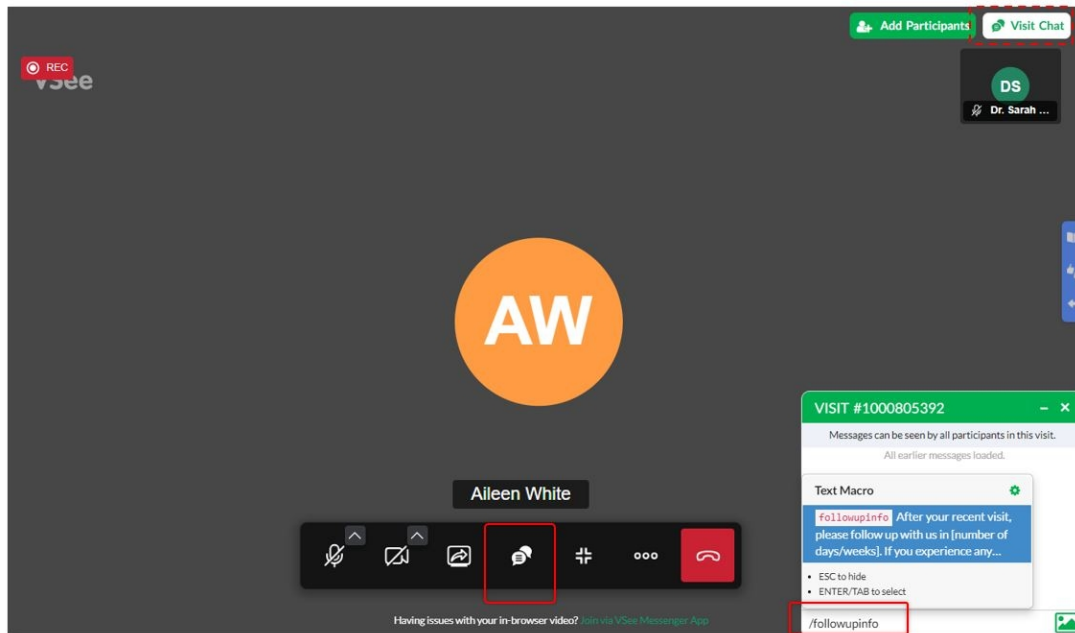 Add Participants
Visit Chat
REC
vsee
DS
Dr. Sarah ...
AW
Aileen White
Having issues with your in-browser video? Join via VSee Messenger App
VISIT #1000805392
Messages can be seen by all participants in this visit.
All earlier messages loaded.
Text Macro
followupinfo After your recent visit,
please follow up with us in [number of
days/weeks]. If you experience any...
• ESC to hide
• ENTER/TAB to select
/followupinfo